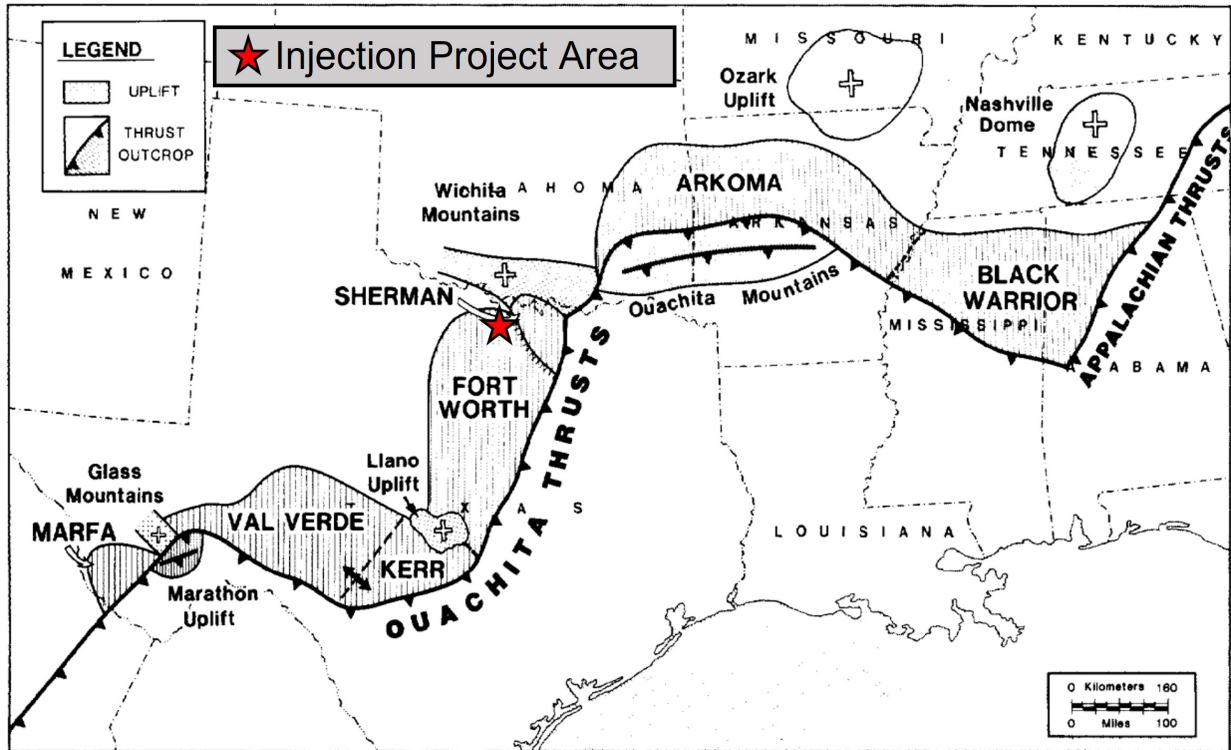 LEGEND
UPLIFT
THRUST
OUTCROP
Injection Project Area
MISSOURI
KENTUCKY
Ozark
Uplift
Nashville
Dome
TENNESSEE
NEW
MEXICO
Wichita
Mountains
AHOMA
ARKOMA
ARKANSAS
APPALACHIAN THRUSTS
SHERMAN
Ouachita Mountains
BLACK
WARRIOR
MISSISSIPPI
ALABAMA
FORT
WORTH
OUACHITA THRUSTS
Llano
Uplift
Glass
Mountains
MARFA
VAL VERDE
XAS
KERR
Marathon
Uplift
LOUISIANA
0 Kilometers 160
0 Miles 100